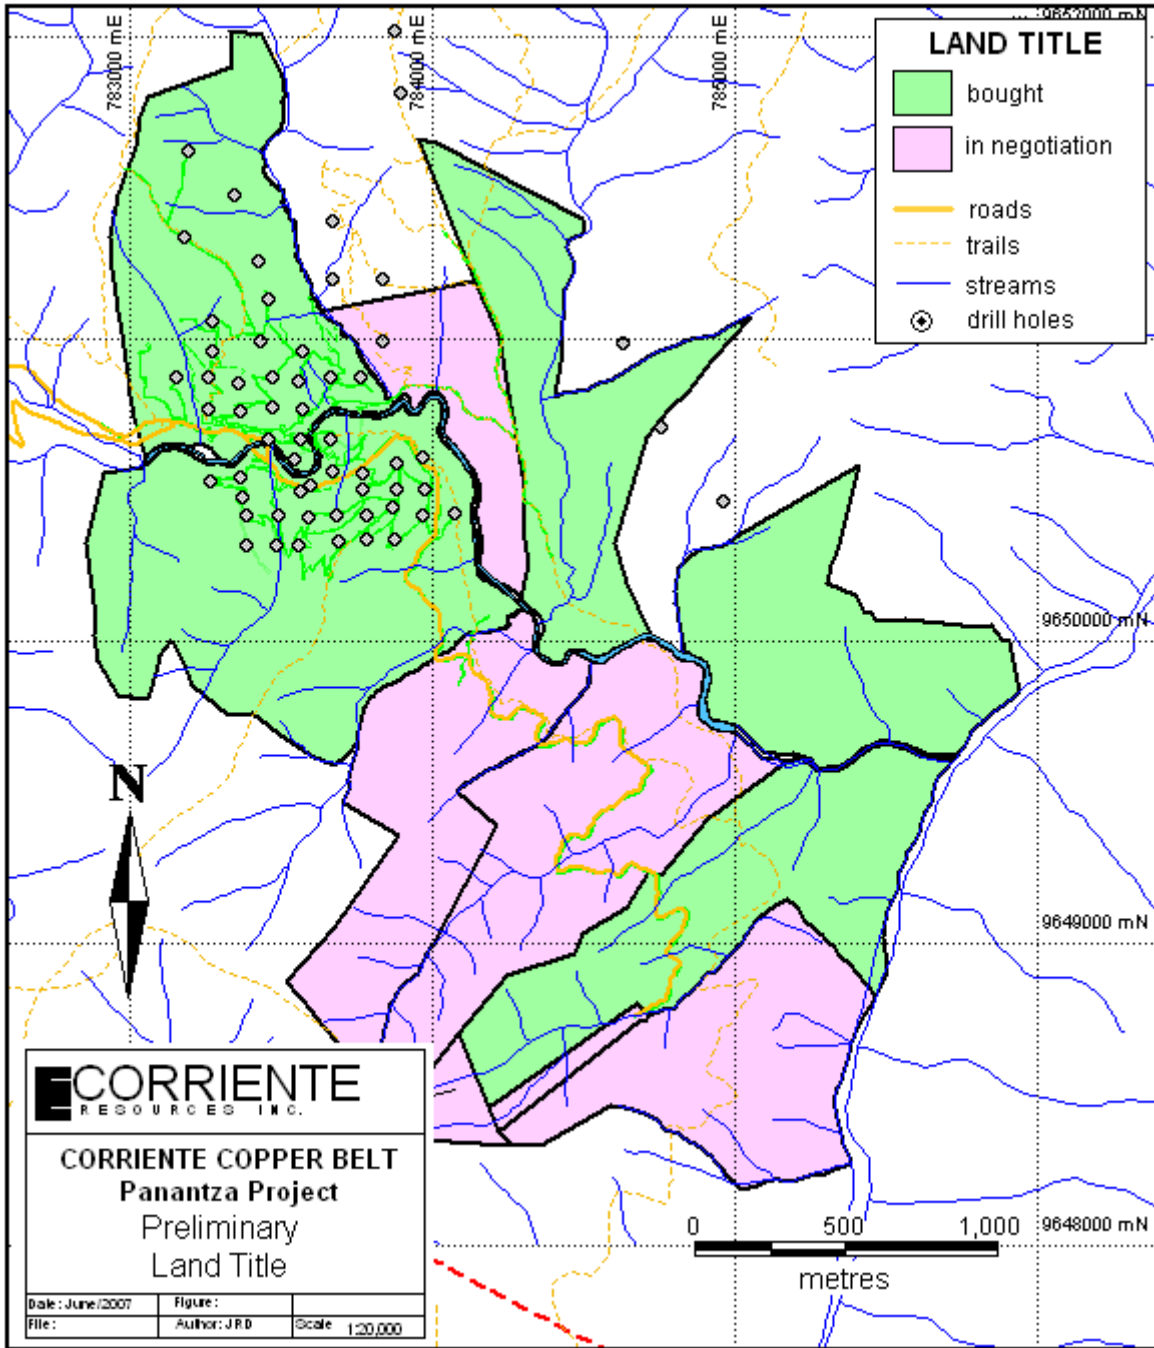 783000 mE
784000 mE
785000 mE
9652000 mN
LAND TITLE
bought
in negotiation
roads
trails
streams
drill holes
9650000 mN
N
9649000 mN
CORRIENTE
RESOURCES INC.
CORRIENTE COPPER BELT
Panantza Project
Preliminary
Land Title
Date: June/2007
Figure:
File:
Author: JRD
Scale 1:20,000
0 500 1,000
metres
9648000 mN